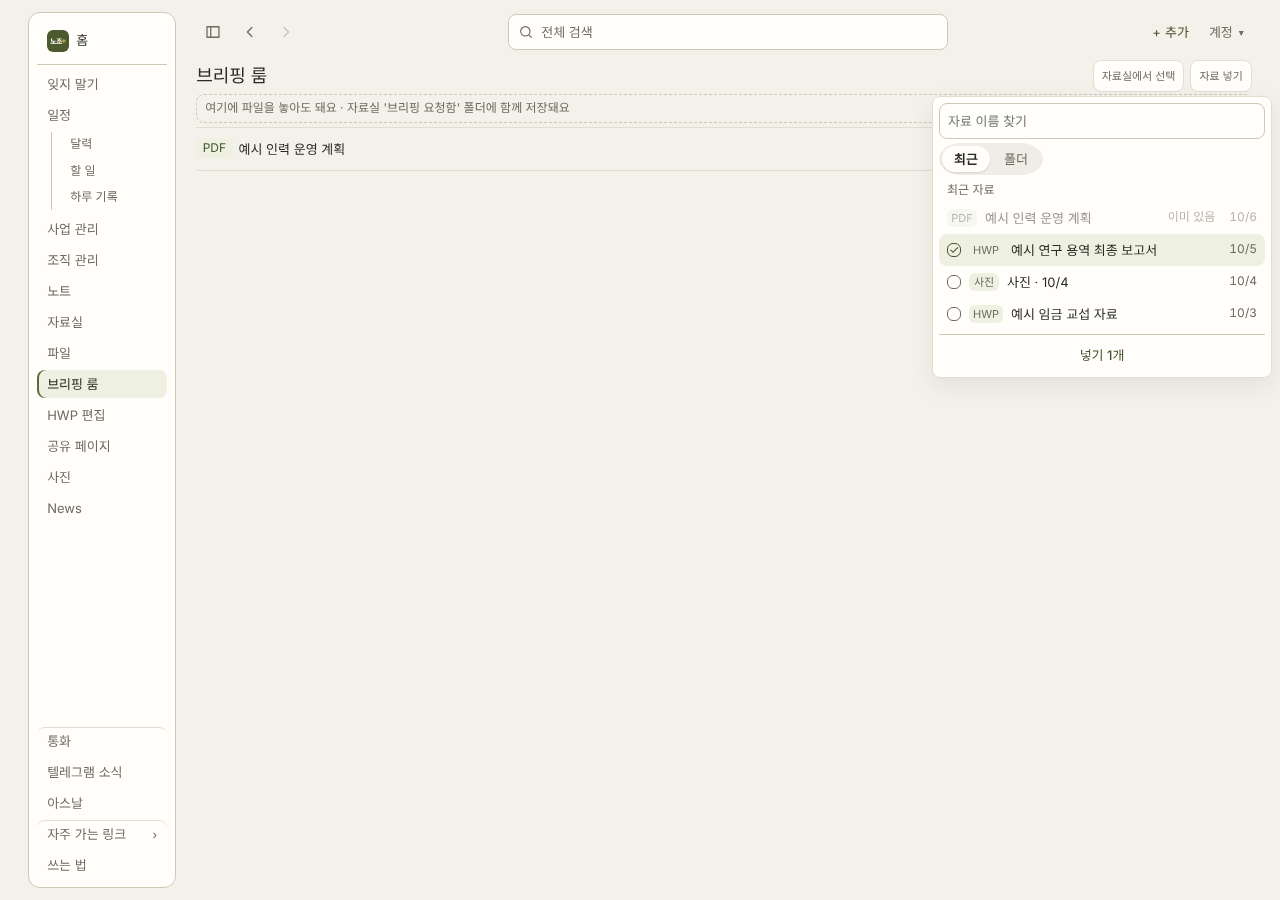 노조 홈
잊지 말기
일정
달력
할 일
하루 기록
사업 관리
조직 관리
노트
자료실
파일
브리핑 룸
HWP 편집
공유 페이지
사진
News
통화
텔레그램 소식
아스날
자주 가는 링크 ›
쓰는 법
전체 검색
+ 추가 계정 ▾
브리핑 룸
자료실에서 선택 자료 넣기
여기에 파일을 놓아도 돼요 · 자료실 '브리핑 요청함' 폴더에 함께 저장돼요
PDF 예시 인력 운영 계획
자료 이름 찾기
최근 폴더
최근 자료
PDF 예시 인력 운영 계획 이미 있음 10/6
HWP 예시 연구 용역 최종 보고서 10/5
사진 사진 · 10/4 10/4
HWP 예시 임금 교섭 자료 10/3
넣기 1개